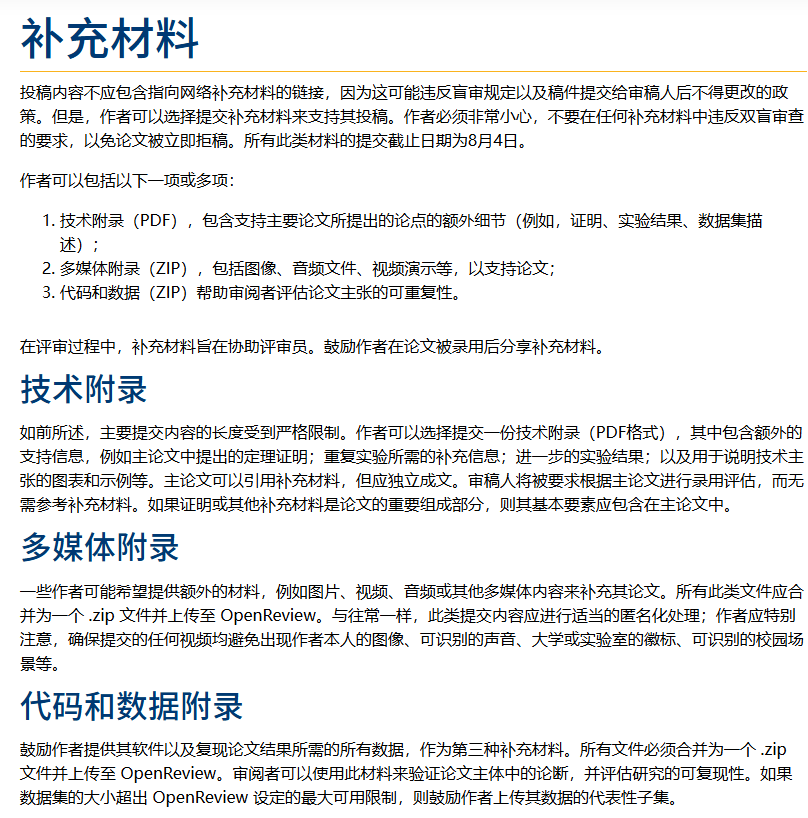 补充材料
投稿内容不应包含指向网络补充材料的链接，因为这可能违反盲审规定以及稿件提交给审稿人后不得更改的政
策。但是，作者可以选择提交补充材料来支持其投稿。作者必须非常小心，不要在任何补充材料中违反双盲审查
的要求，以免论文被立即拒稿。所有此类材料的提交截止日期为8月4日。
作者可以包括以下一项或多项：
1. 技术附录（PDF），包含支持主要论文所提出的论点的额外细节（例如，证明、实验结果、数据集描
述）；
2. 多媒体附录（ZIP），包括图像、音频文件、视频演示等，以支持论文；
3. 代码和数据（ZIP）帮助审阅者评估论文主张的可重复性。
在评审过程中，补充材料旨在协助评审员。鼓励作者在论文被录用后分享补充材料。
技术附录
如前所述，主要提交内容的长度受到严格限制。作者可以选择提交一份技术附录（PDF格式），其中包含额外的
支持信息，例如主论文中提出的定理证明；重复实验所需的补充信息；进一步的实验结果；以及用于说明技术主
张的图表和示例等。主论文可以引用补充材料，但应独立成文。审稿人将被要求根据主论文进行录用评估，而无
需参考补充材料。如果证明或其他补充材料是论文的重要组成部分，则其基本要素应包含在主论文中。
多媒体附录
一些作者可能希望提供额外的材料，例如图片、视频、音频或其他多媒体内容来补充其论文。所有此类文件应合
并为一个 .zip 文件并上传至 OpenReview。与往常一样，此类提交内容应进行适当的匿名化处理；作者应特别
注意，确保提交的任何视频均避免出现作者本人的图像、可识别的声音、大学或实验室的徽标、可识别的校园场
景等。
代码和数据附录
鼓励作者提供其软件以及复现论文结果所需的所有数据，作为第三种补充材料。所有文件必须合并为一个 .zip
文件并上传至 OpenReview。审阅者可以使用此材料来验证论文主体中的论断，并评估研究的可复现性。如果
数据集的大小超出 OpenReview 设定的最大可用限制，则鼓励作者上传其数据的代表性子集。